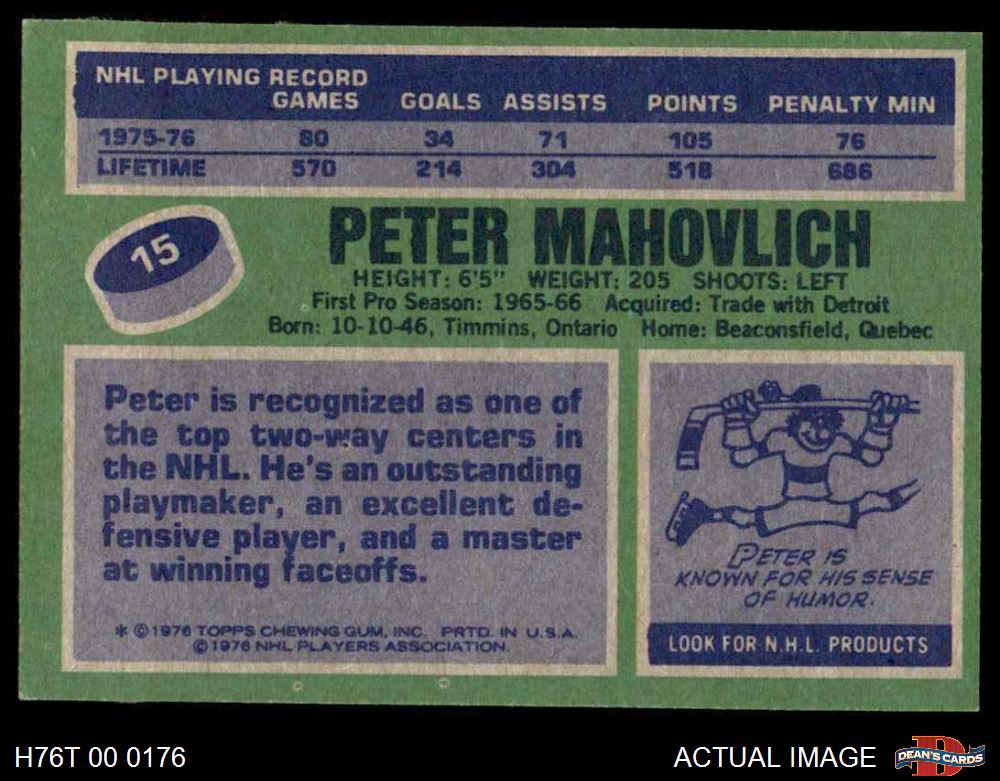 NHL PLAYING RECORD
GAMES GOALS ASSISTS POINTS PENALTY MIN
1975-76 80 34 71 105 76
LIFETIME 570 214 304 518 686
15
PETER MAHOVLICH
HEIGHT: 6'5" WEIGHT: 205 SHOOTS: LEFT
First Pro Season: 1965-66 Acquired: Trade with Detroit
Born: 10-10-46, Timmins, Ontario Home: Beaconsfield, Quebec
Peter is recognized as one of
the top two-way centers in
the NHL. He's an outstanding
playmaker, an excellent de-
fensive player, and a master
at winning faceoffs.
* © 1976 TOPPS CHEWING GUM, INC. PRTD. IN U.S.A.
© 1976 NHL PLAYERS ASSOCIATION.
PETER IS
KNOWN FOR HIS SENSE
OF HUMOR.
LOOK FOR N.H.L. PRODUCTS
H76T 00 0176
ACTUAL IMAGE
D
DEAN'S CARDS